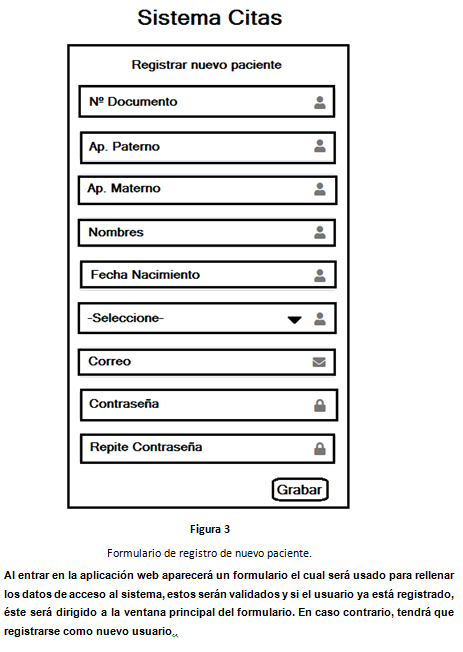 Sistema Citas
Registrar nuevo paciente
Nº Documento
Ap. Paterno
Ap. Materno
Nombres
Fecha Nacimiento
-Seleccione-
Correo
Contraseña
Repite Contraseña
Grabar
Figura 3
Formulario de registro de nuevo paciente.
Al entrar en la aplicación web aparecerá un formulario el cual será usado para rellenar
los datos de acceso al sistema, estos serán validados y si el usuario ya está registrado,
éste será dirigido a la ventana principal del formulario. En caso contrario, tendrá que
registrarse como nuevo usuario..